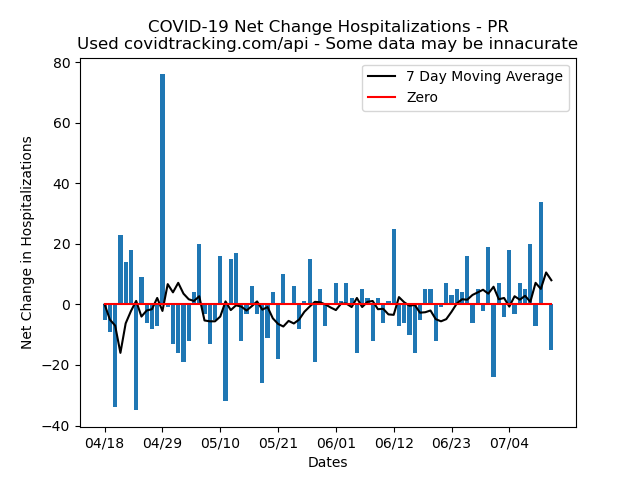 COVID-19 Net Change Hospitalizations - PR
Used covidtracking.com/api - Some data may be innacurate
7 Day Moving Average
Zero
Net Change in Hospitalizations
80
60
40
20
0
−20
−40
04/18 04/29 05/10 05/21 06/01 06/12 06/23 07/04
Dates